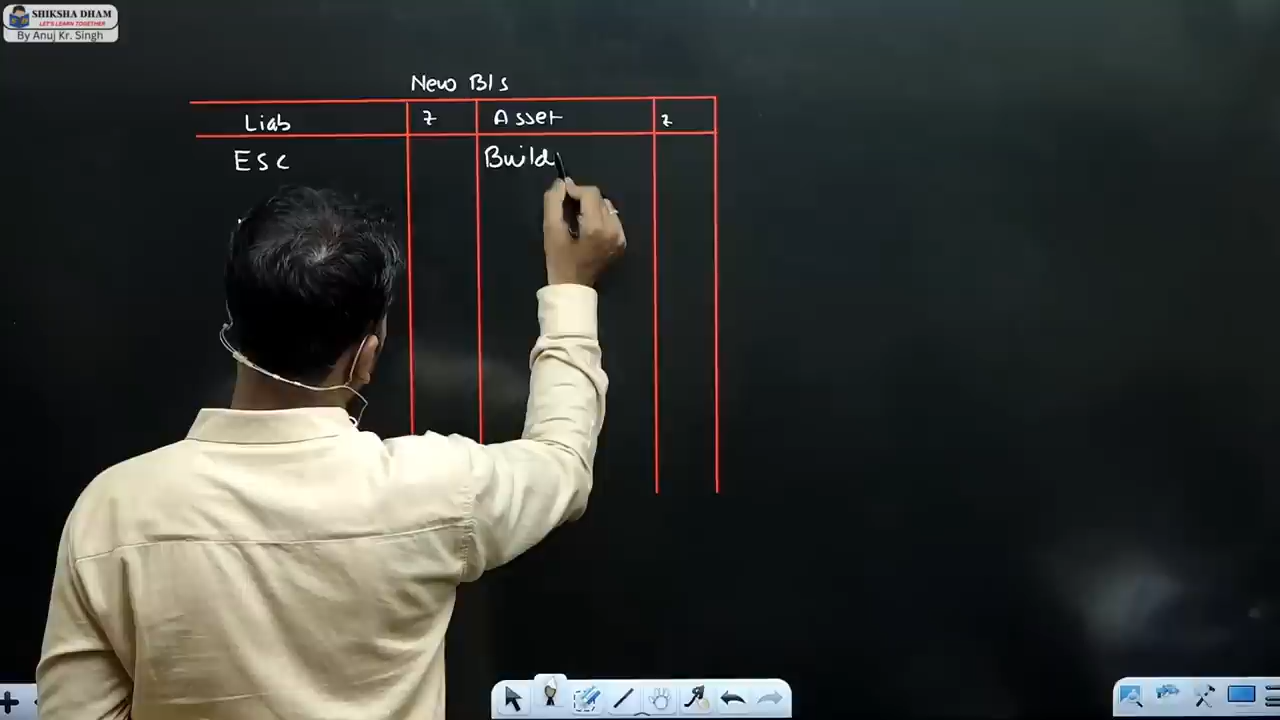 SHIKSHA DHAM
LET'S LEARN TOGETHER
By Anuj Kr. Singh
New B/s
Liab ₹ Asset ₹
ESC Build